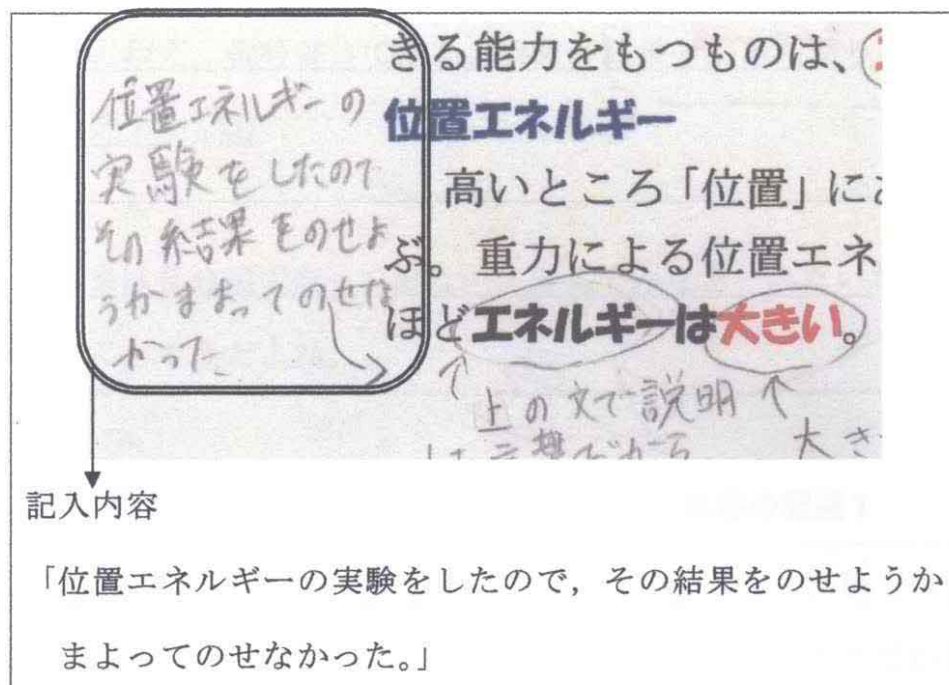 きる能力をもつものは、
位置エネルギーの
実験をしたので
その結果をのせよ
うかままってのせな
かった
位置エネルギー
高いところ「位置」に
ぶ。重力による位置エネ
ほどエネルギーは大きい。
上の文で説明
大き
記入内容
「位置エネルギーの実験をしたので，その結果をのせようか
まよってのせなかった。」